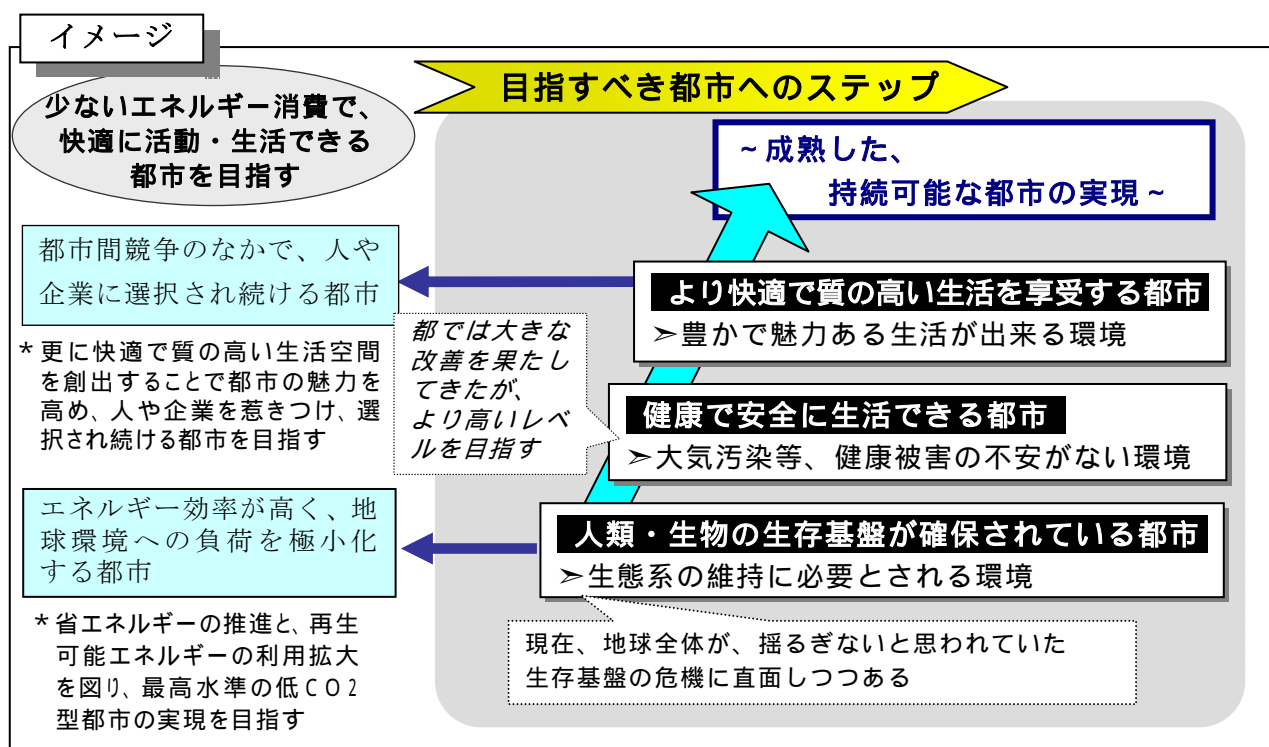 イメージ
少ないエネルギー消費で、
快適に活動・生活できる
都市を目指す
目指すべき都市へのステップ
~成熟した、
持続可能な都市の実現~
都市間競争のなかで、人や
企業に選択され続ける都市
*更に快適で質の高い生活空間
を創出することで都市の魅力を
高め、人や企業を惹きつけ、選
択され続ける都市を目指す
より快適で質の高い生活を享受する都市
➢豊かで魅力ある生活が出来る環境
都では大きな
改善を果たし
てきたが、
より高いレベ
ルを目指す
健康で安全に生活できる都市
➢大気汚染等、健康被害の不安がない環境
エネルギー効率が高く、地
球環境への負荷を極小化
する都市
*省エネルギーの推進と、再生
可能エネルギーの利用拡大
を図り、最高水準の低CO2
型都市の実現を目指す
人類・生物の生存基盤が確保されている都市
➢生態系の維持に必要とされる環境
現在、地球全体が、揺るぎないと思われていた
生存基盤の危機に直面しつつある